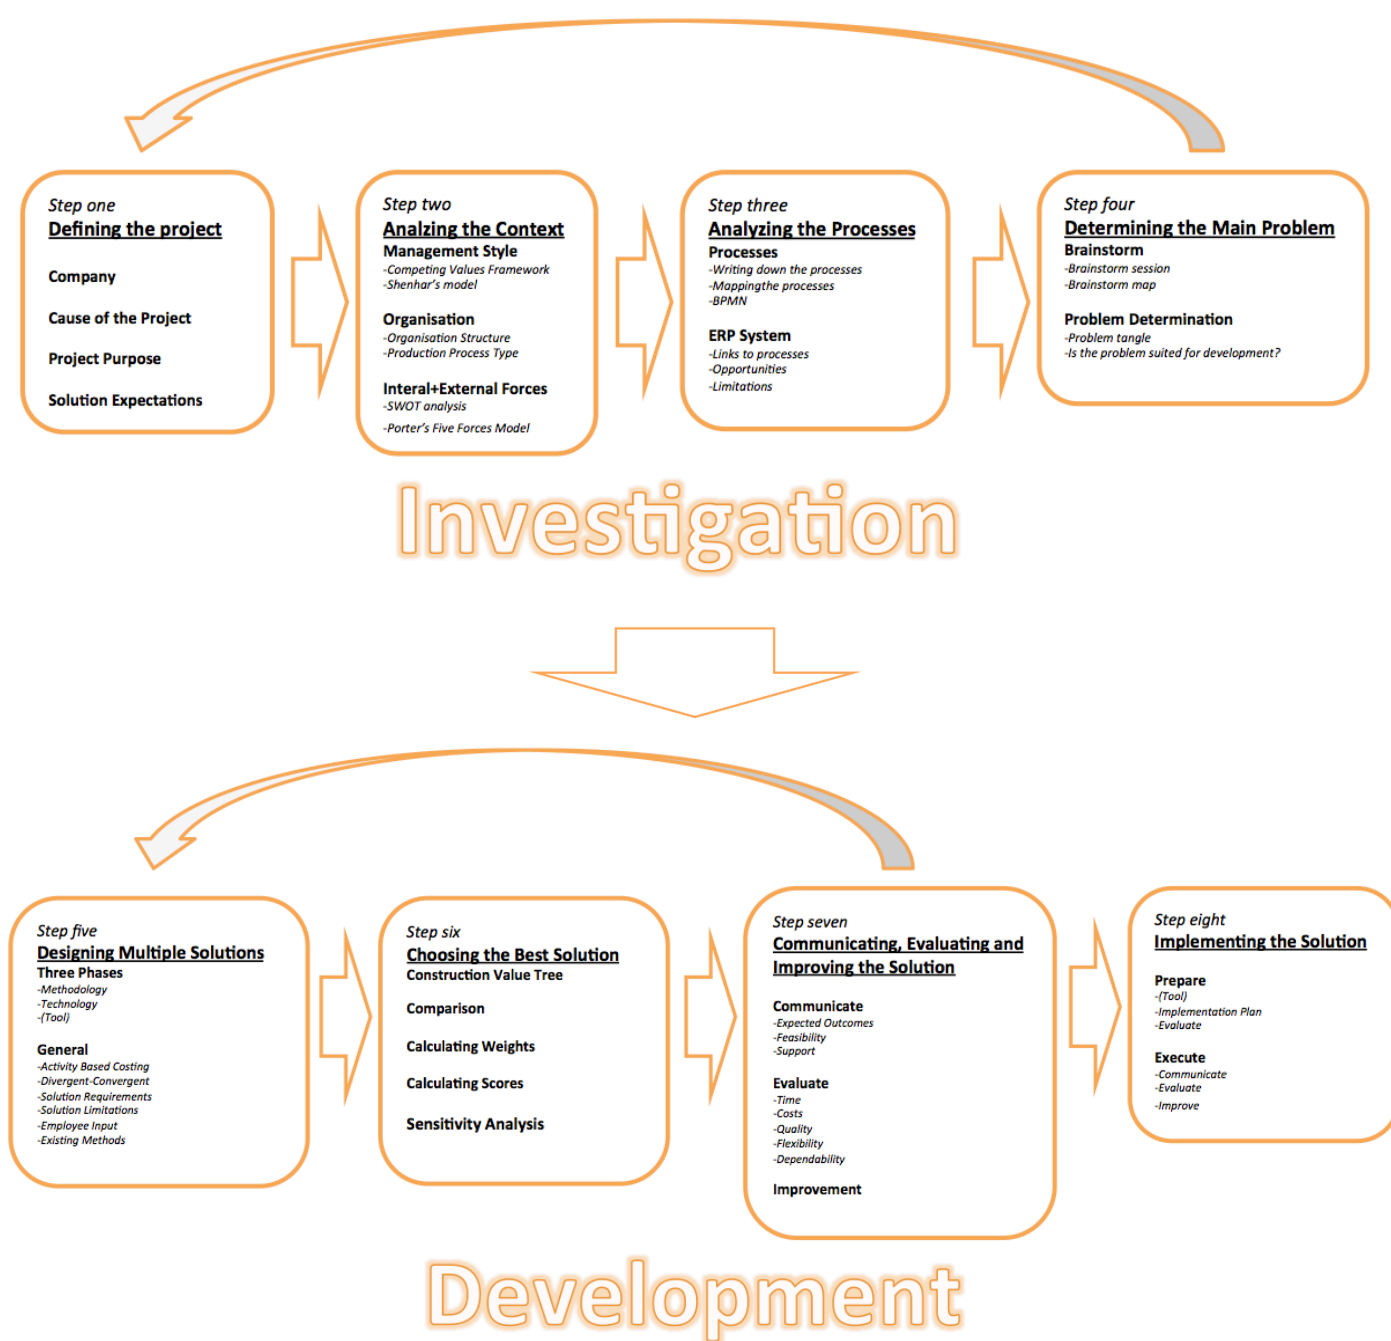 Step one
Defining the project
Company
Cause of the Project
Project Purpose
Solution Expectations
Step two
Analzing the Context
Management Style
-Competing Values Framework
-Shenhar's model
Organisation
-Organisation Structure
-Production Process Type
Interal+External Forces
-SWOT analysis
-Porter's Five Forces Model
Step three
Analyzing the Processes
Processes
-Writing down the processes
-Mappingthe processes
-BPMN
ERP System
-Links to processes
-Opportunities
-Limitations
Step four
Determining the Main Problem
Brainstorm
-Brainstorm session
-Brainstorm map
Problem Determination
-Problem tangle
-Is the problem suited for development?
Investigation
Step five
Designing Multiple Solutions
Three Phases
-Methodology
-Technology
-(Tool)
General
-Activity Based Costing
-Divergent-Convergent
-Solution Requirements
-Solution Limitations
-Employee Input
-Existing Methods
Step six
Choosing the Best Solution
Construction Value Tree
Comparison
Calculating Weights
Calculating Scores
Sensitivity Analysis
Step seven
Communicating, Evaluating and
Improving the Solution
Communicate
-Expected Outcomes
-Feasibility
-Support
Evaluate
-Time
-Costs
-Quality
-Flexibility
-Dependability
Improvement
Step eight
Implementing the Solution
Prepare
-(Tool)
-Implementation Plan
-Evaluate
Execute
-Communicate
-Evaluate
-Improve
Development